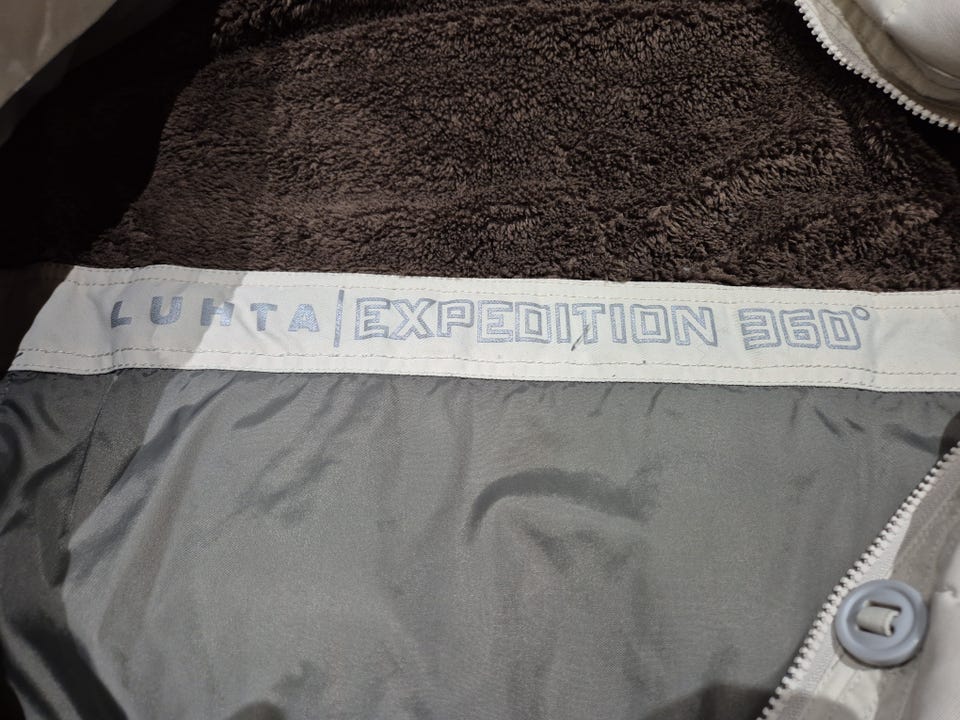 LUHTA | EXPEDITION 360°